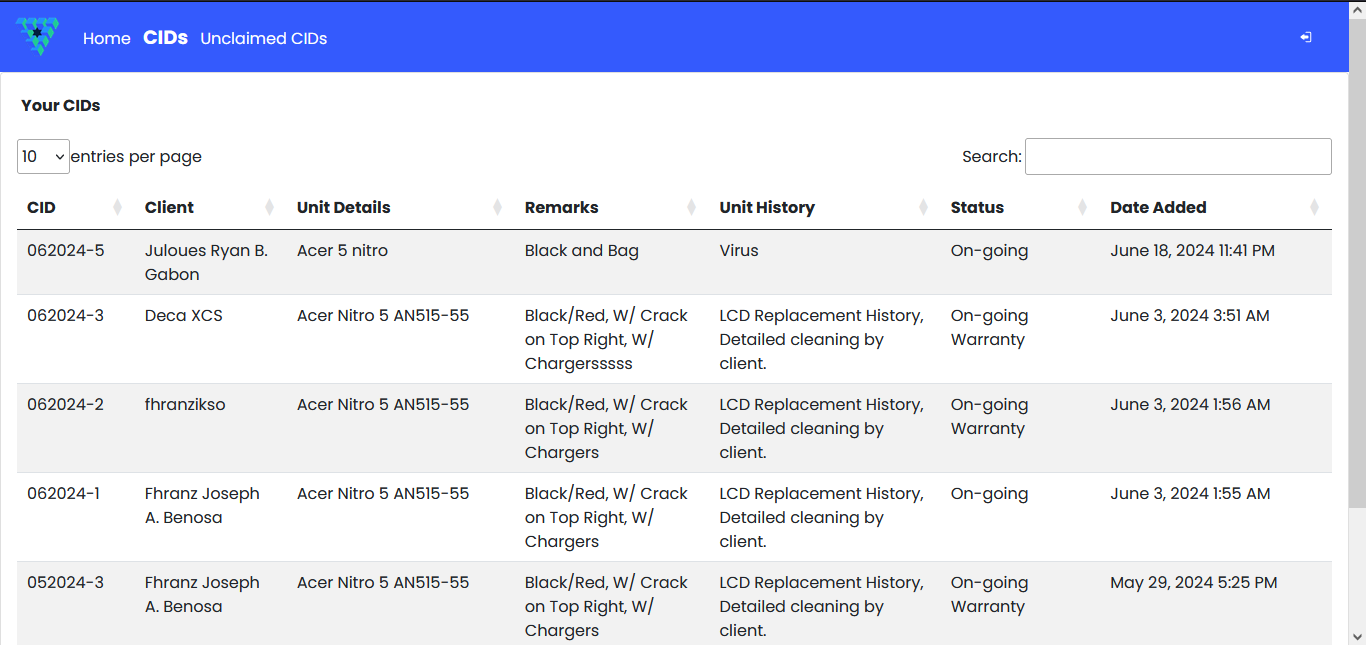 Home CIDs Unclaimed CIDs
Your CIDs
10 entries per page Search:
CID Client Unit Details Remarks Unit History Status Date Added
062024-5 Juloues Ryan B. Acer 5 nitro Black and Bag Virus On-going June 18, 2024 11:41 PM
Gabon
062024-3 Deca XCS Acer Nitro 5 AN515-55 Black/Red, W/ Crack LCD Replacement History, On-going June 3, 2024 3:51 AM
on Top Right, W/ Detailed cleaning by Warranty
Chargersssss client.
062024-2 fhranzikso Acer Nitro 5 AN515-55 Black/Red, W/ Crack LCD Replacement History, On-going June 3, 2024 1:56 AM
on Top Right, W/ Detailed cleaning by Warranty
Chargers client.
062024-1 Fhranz Joseph Acer Nitro 5 AN515-55 Black/Red, W/ Crack LCD Replacement History, On-going June 3, 2024 1:55 AM
A. Benosa on Top Right, W/ Detailed cleaning by
Chargers client.
052024-3 Fhranz Joseph Acer Nitro 5 AN515-55 Black/Red, W/ Crack LCD Replacement History, On-going May 29, 2024 5:25 PM
A. Benosa on Top Right, W/ Detailed cleaning by Warranty
Chargers client.